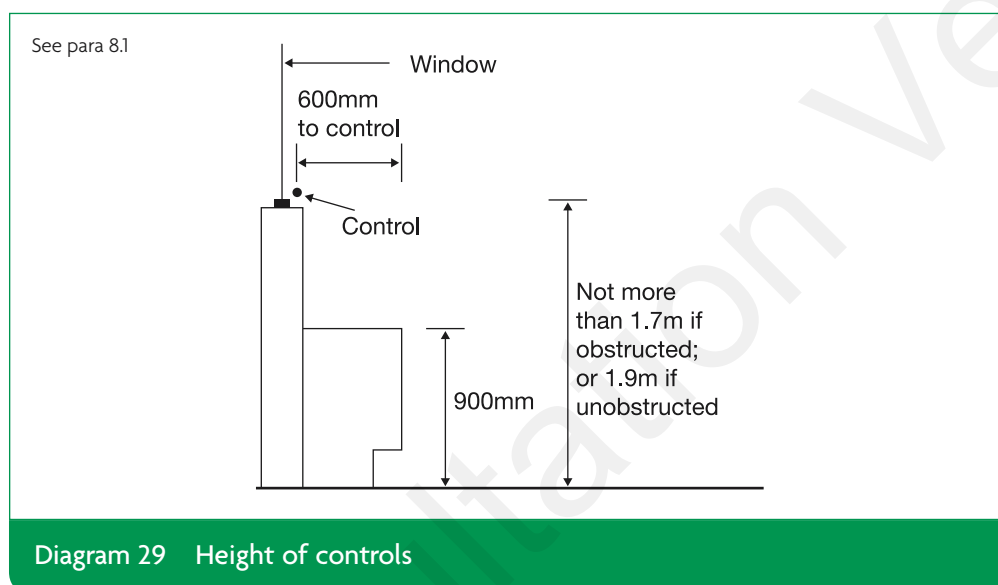 See para 8.1
Window
600mm
to control
Control
Not more
than 1.7m if
obstructed;
or 1.9m if
unobstructed
900mm
Diagram 29 Height of controls